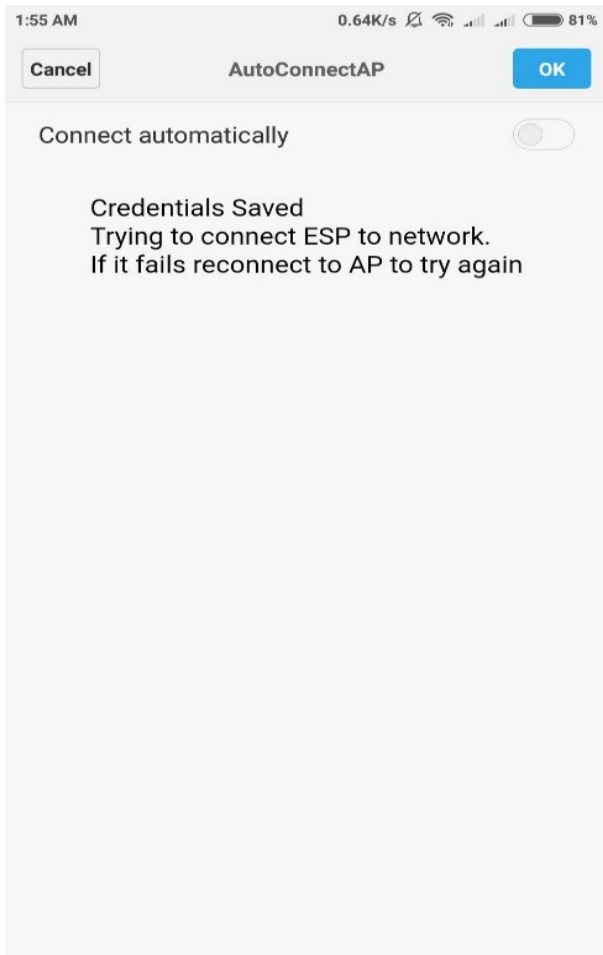 1:55 AM 0.64K/s 81%
Cancel AutoConnectAP OK
Connect automatically
Credentials Saved
Trying to connect ESP to network.
If it fails reconnect to AP to try again